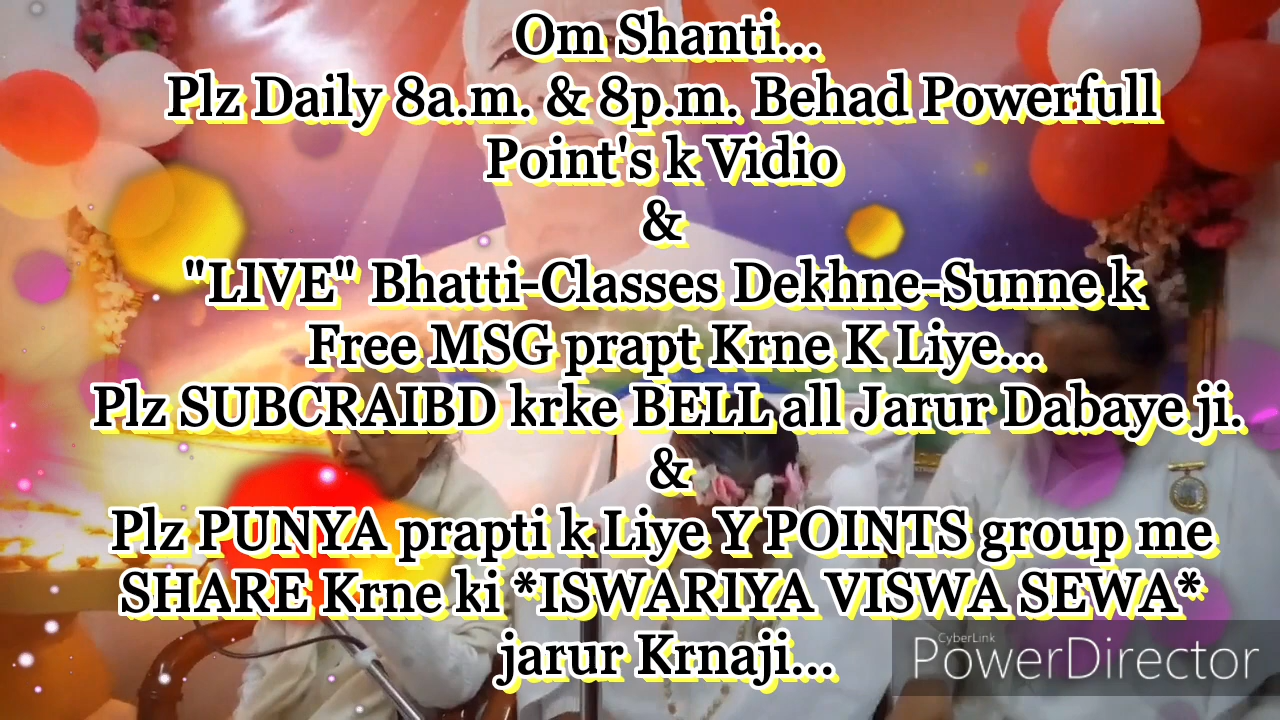 Om Shanti...
Plz Daily 8a.m. & 8p.m. Behad Powerfull
Point's k Vidio
&
"LIVE" Bhatti-Classes Dekhne-Sunne k
Free MSG prapt Krne K Liye...
Plz SUBCRAIBD krke BELL all Jarur Dabaye ji.
&
Plz PUNYA prapti k Liye Y POINTS group me
SHARE Krne ki *ISWARIYA VISWA SEWA*
jarur Krnaji...
CyberLink
PowerDirector